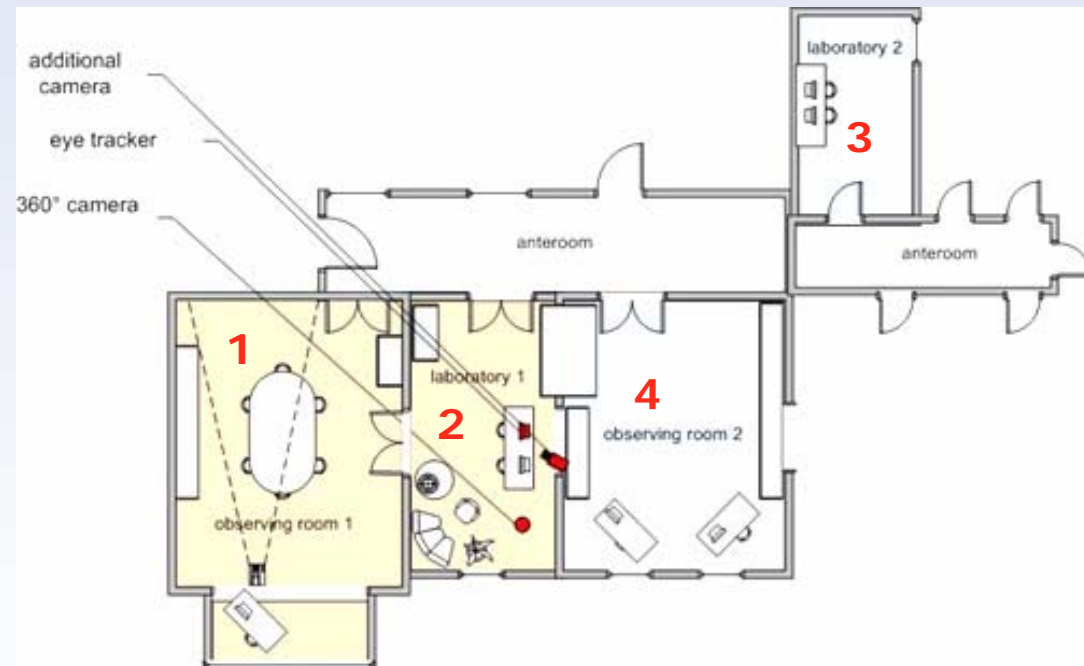 additional
camera
eye tracker
360° camera
laboratory 2
3
anteroom
anteroom
1
laboratory 1
2
4
observing room 2
observing room 1